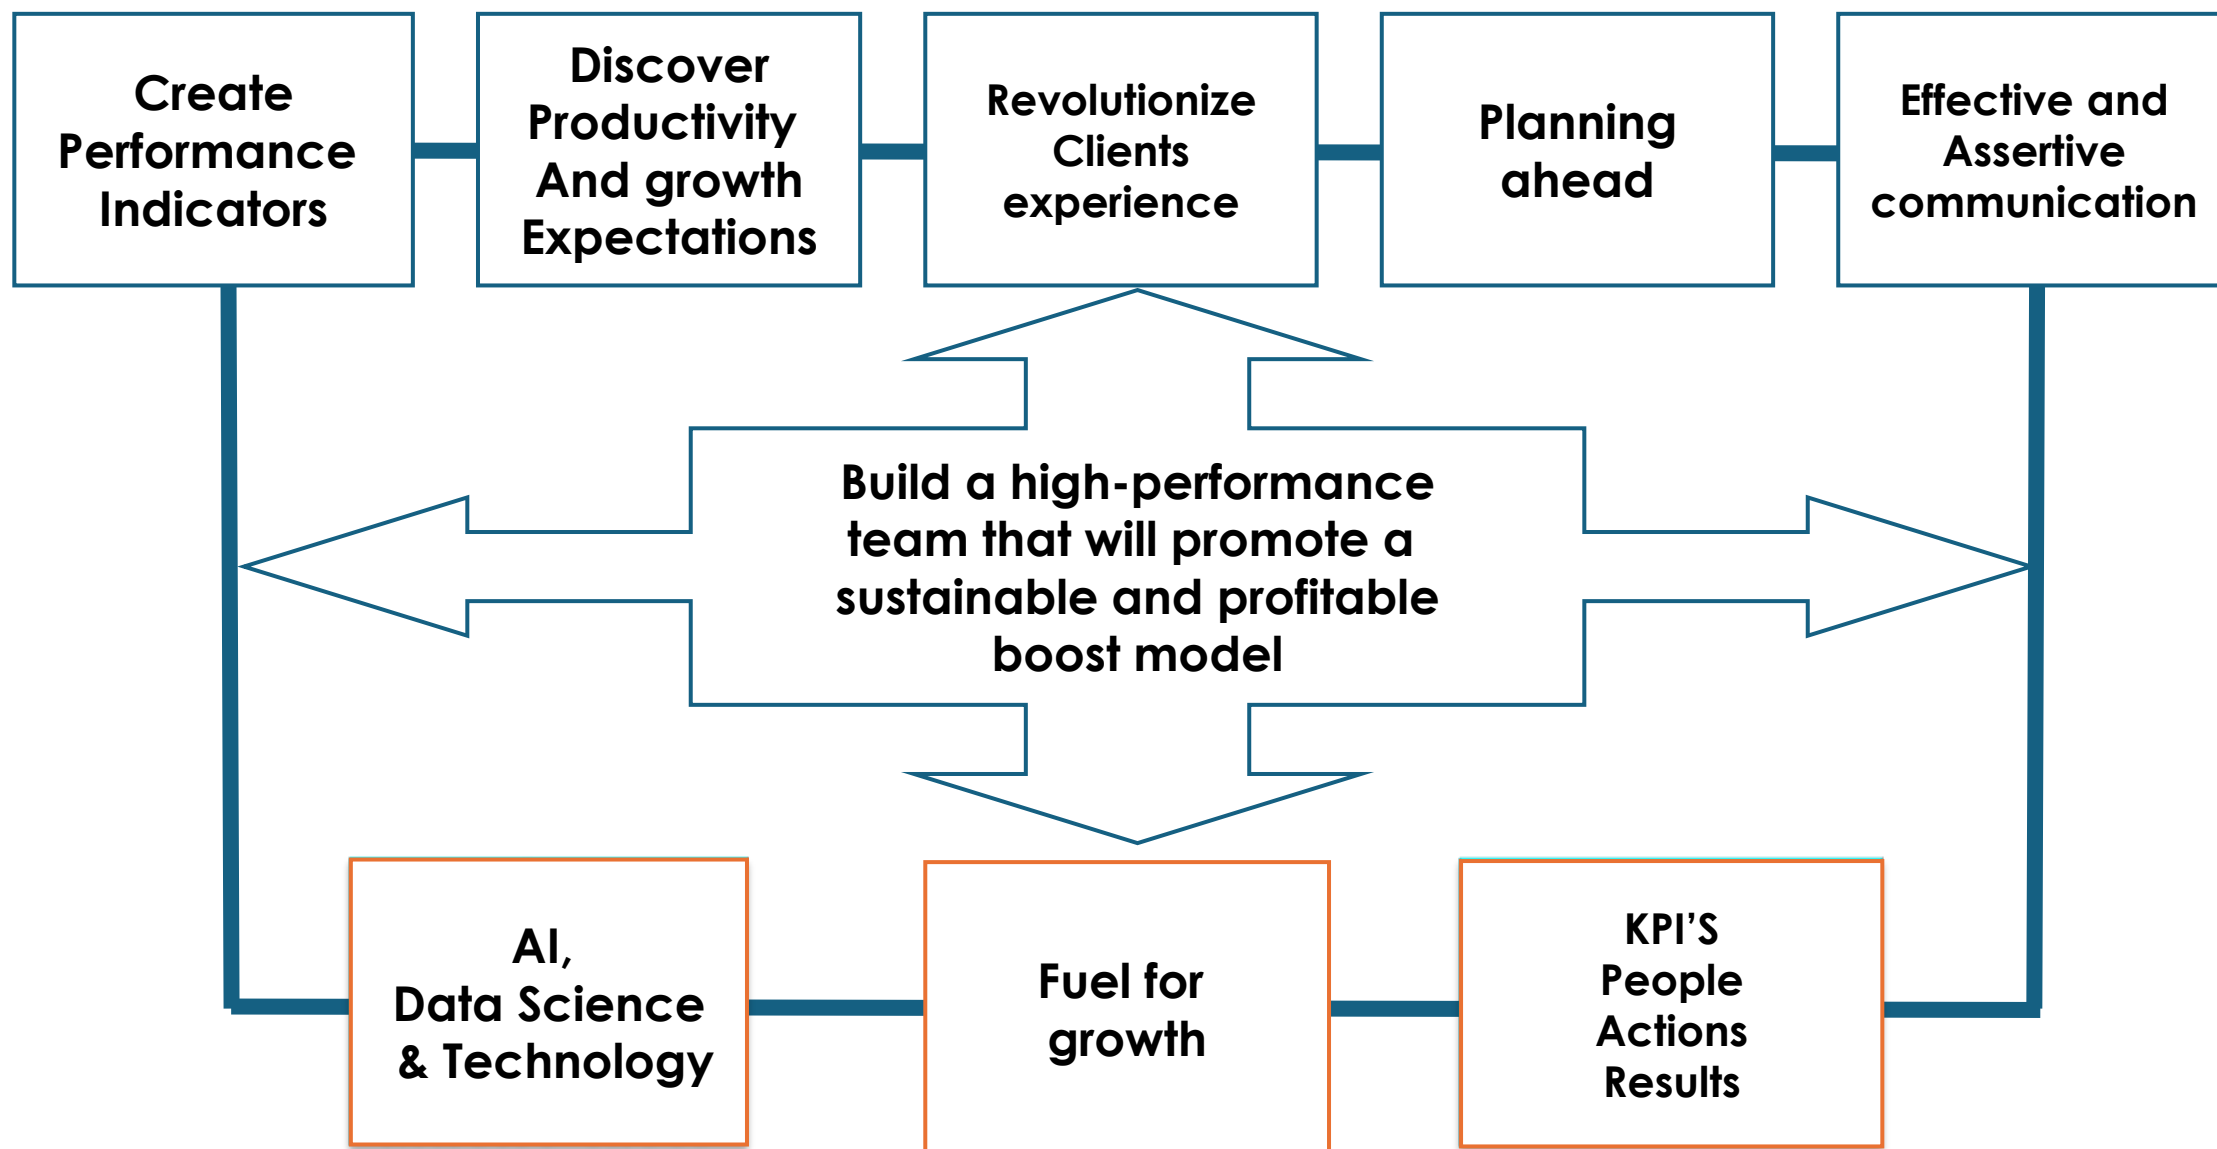 Create
Performance
Indicators
Discover
Productivity
And growth
Expectations
Revolutionize
Clients
experience
Planning
ahead
Effective and
Assertive
communication
Build a high-performance
team that will promote a
sustainable and profitable
boost model
AI,
Data Science
& Technology
Fuel for
growth
KPI’S
People
Actions
Results